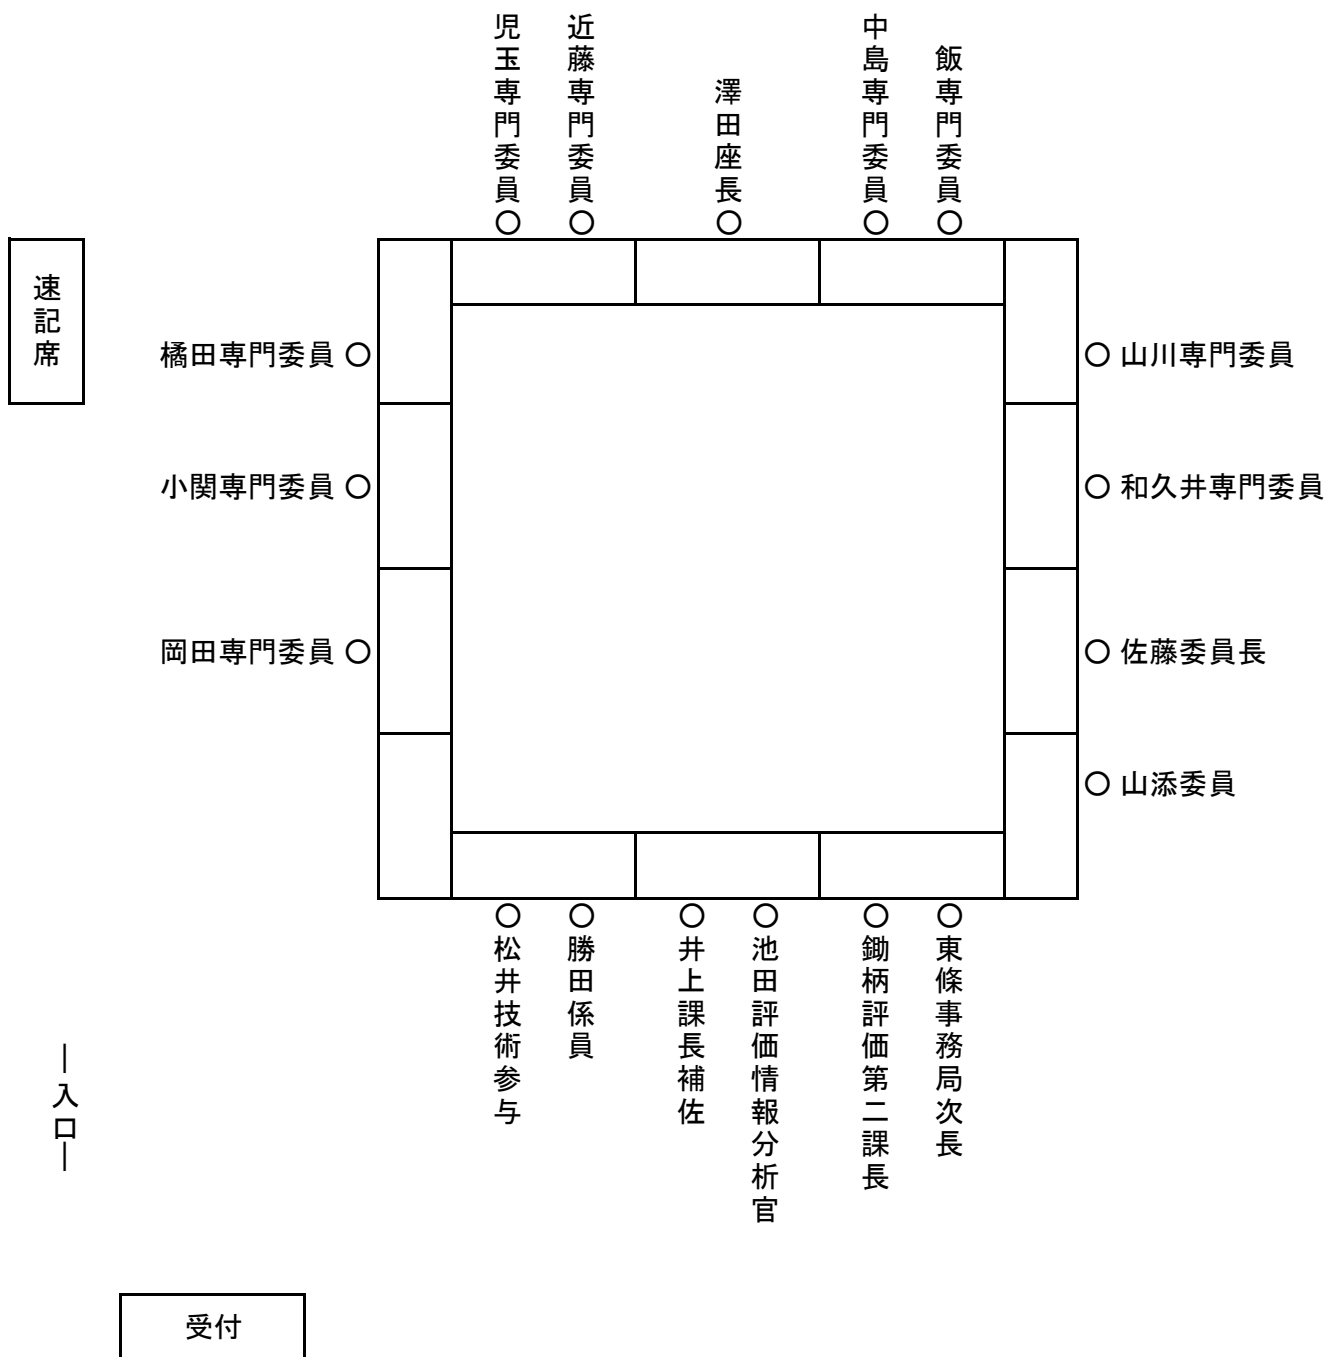 児玉専門委員○
近藤専門委員○
澤田座長○
中島専門委員○
飯専門委員○
速記席
橘田専門委員 ○
○ 山川専門委員
小関専門委員 ○
○ 和久井専門委員
岡田専門委員 ○
○ 佐藤委員長
○ 山添委員
○松井技術参与
○勝田係員
○井上課長補佐
○池田評価情報分析官
○鋤柄評価第二課長
○東條事務局次長
|入口|
受付